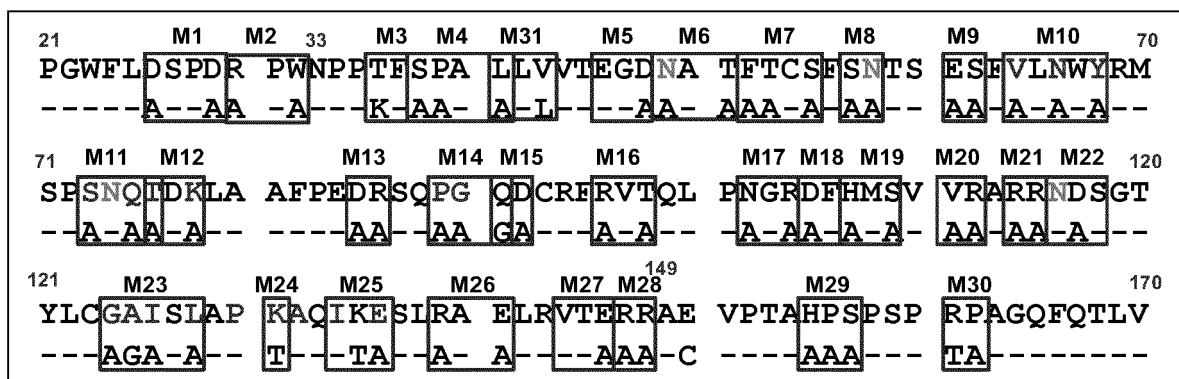 21 M1 M2 33 M3 M4 M31 M5 M6 M7 M8 M9 M10 70
PGWFLDSPDR PWNPPTFSPA LLVVTEGDNA TFTCSFSNTS ESFVLNWYRM
-----A--AA -A---K-AA- A-L----AA- AAA-A-AA-- AA-A-A-A--
71 M11 M12 M13 M14 M15 M16 M17 M18 M19 M20 M21 M22 120
SPSNQTDKLA AFPEDRSQPG QDCRFRVTQL PNGRDFHMSV VRARRNDSGT
--A-AA-A-- ----AA--AA GA---A-A-- -A-AA-A-A- AA-AA-A---
121 M23 M24 M25 M26 M27 M28 149 M29 M30 170
YLCGAISLAP KAQIKESLRA ELRVTERRAE VPTAHPSPSP RPAGQFQTLV
---AGA-A-- T---TA--A- A----AAA-C ----AAA--- TA--------